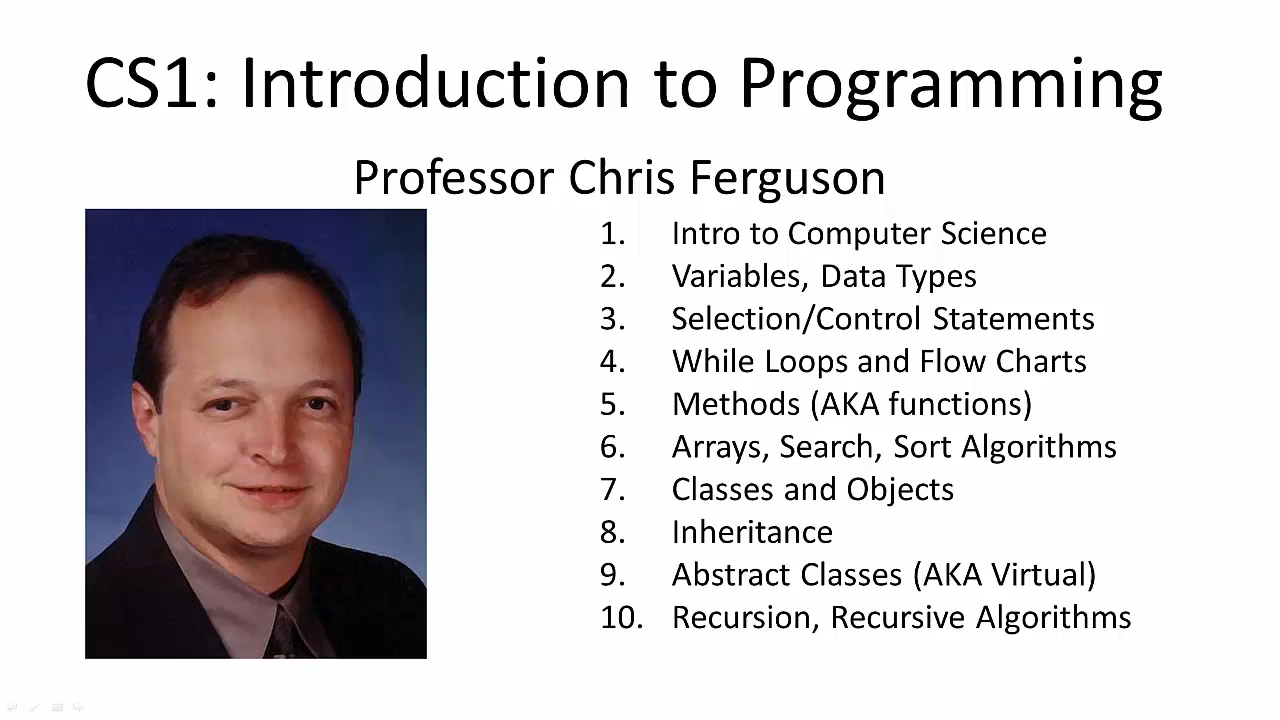 CS1: Introduction to Programming
Professor Chris Ferguson
1. Intro to Computer Science
2. Variables, Data Types
3. Selection/Control Statements
4. While Loops and Flow Charts
5. Methods (AKA functions)
6. Arrays, Search, Sort Algorithms
7. Classes and Objects
8. Inheritance
9. Abstract Classes (AKA Virtual)
10. Recursion, Recursive Algorithms